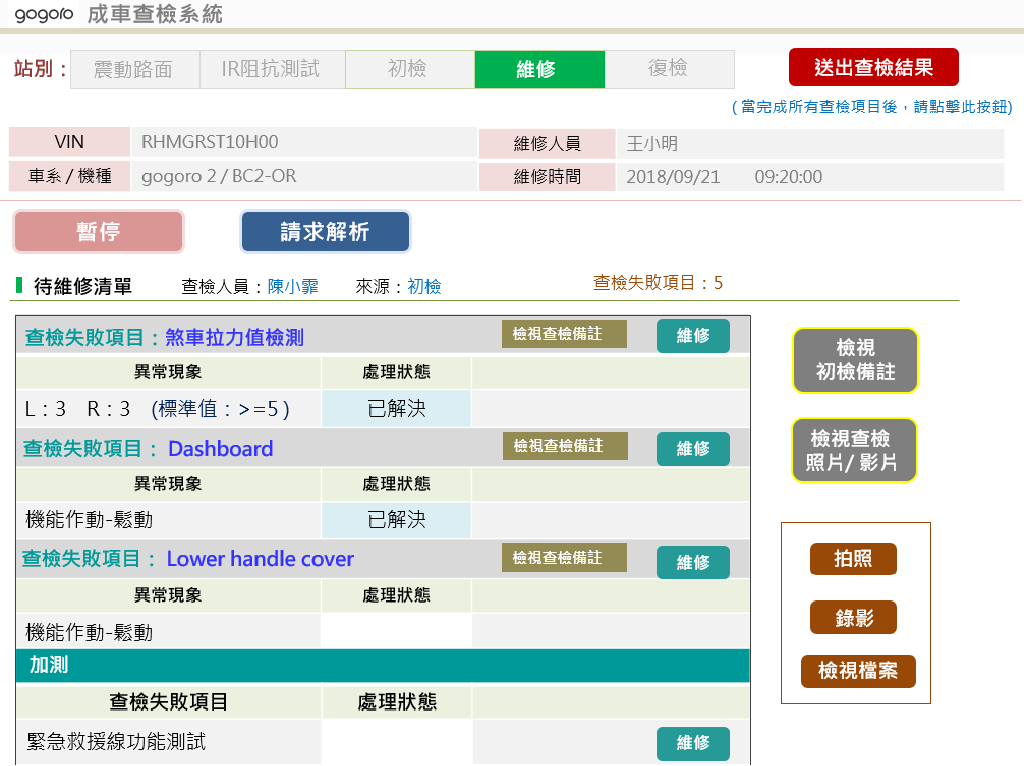 gogoro 成車查檢系統
站別： 震動路面 IR阻抗測試 初檢 維修 復檢 送出查檢結果
(當完成所有查檢項目後，請點擊此按鈕)
VIN RHMGRST10H00 維修人員 王小明
車系 / 機種 gogoro 2 / BC2-OR 維修時間 2018/09/21 09:20:00
暫停 請求解析
待維修清單 查檢人員：陳小霏 來源：初檢 查檢失敗項目：5
查檢失敗項目：煞車拉力值檢測 檢視查檢備註 維修
異常現象 處理狀態
L：3 R：3 (標準值：>=5) 已解決
查檢失敗項目： Dashboard 檢視查檢備註 維修
異常現象 處理狀態
機能作動-鬆動 已解決
查檢失敗項目： Lower handle cover 檢視查檢備註 維修
異常現象 處理狀態
機能作動-鬆動
加測
查檢失敗項目 處理狀態
緊急救援線功能測試 維修
檢視
初檢備註
檢視查檢
照片/ 影片
拍照
錄影
檢視檔案